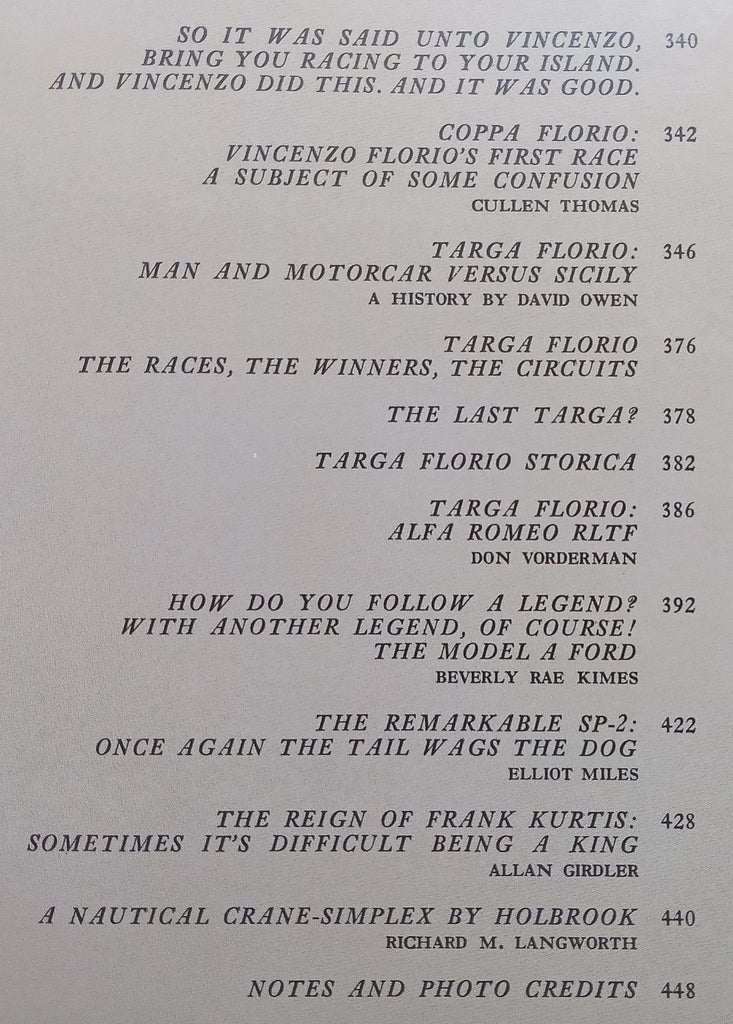 SO IT WAS SAID UNTO VINCENZO, 340
BRING YOU RACING TO YOUR ISLAND.
AND VINCENZO DID THIS. AND IT WAS GOOD.
COPPA FLORIO: 342
VINCENZO FLORIO'S FIRST RACE
A SUBJECT OF SOME CONFUSION
CULLEN THOMAS
TARGA FLORIO: 346
MAN AND MOTORCAR VERSUS SICILY
A HISTORY BY DAVID OWEN
TARGA FLORIO 376
THE RACES, THE WINNERS, THE CIRCUITS
THE LAST TARGA? 378
TARGA FLORIO STORICA 382
TARGA FLORIO: 386
ALFA ROMEO RLTF
DON VORDERMAN
HOW DO YOU FOLLOW A LEGEND? 392
WITH ANOTHER LEGEND, OF COURSE!
THE MODEL A FORD
BEVERLY RAE KIMES
THE REMARKABLE SP-2: 422
ONCE AGAIN THE TAIL WAGS THE DOG
ELLIOT MILES
THE REIGN OF FRANK KURTIS: 428
SOMETIMES IT'S DIFFICULT BEING A KING
ALLAN GIRDLER
A NAUTICAL CRANE-SIMPLEX BY HOLBROOK 440
RICHARD M. LANGWORTH
NOTES AND PHOTO CREDITS 448